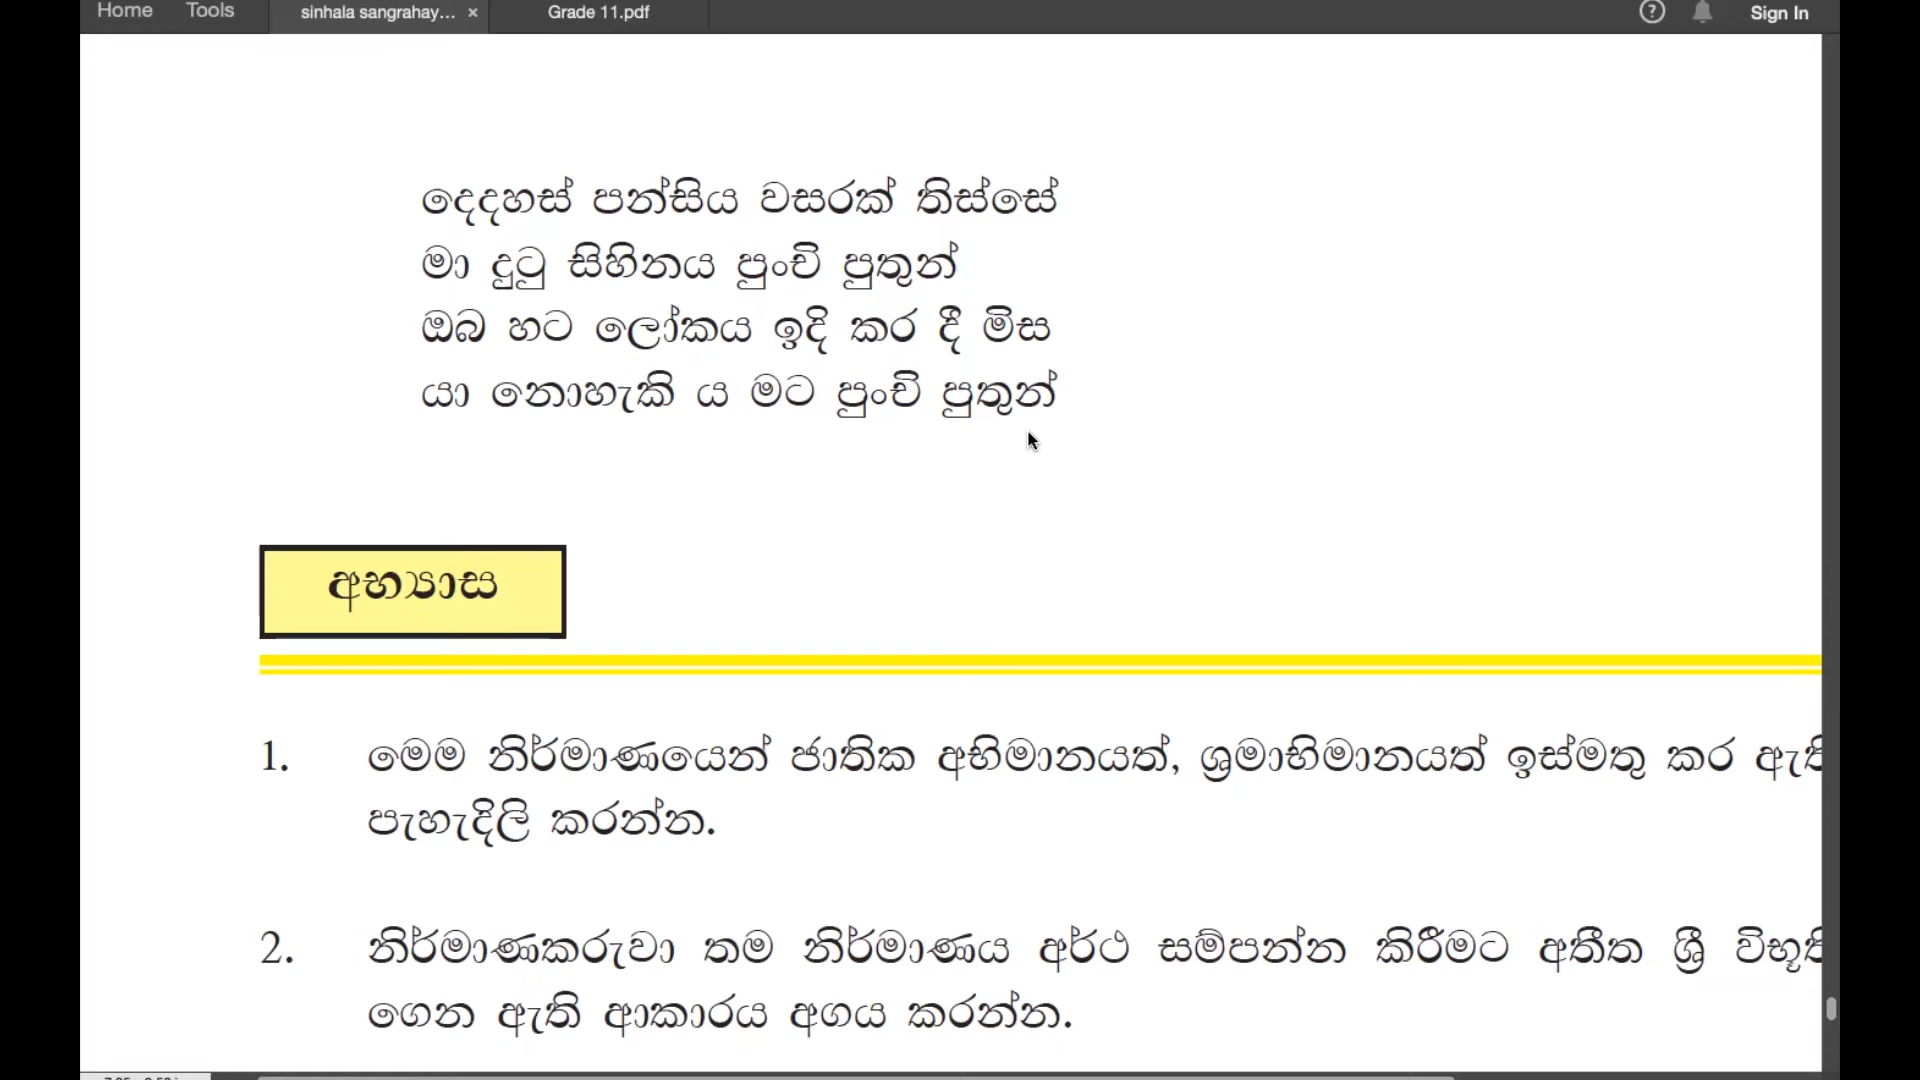 Home Tools sinhala sangrahay... × Grade 11.pdf Sign In
දෙදහස් පන්සිය වසරක් තිස්සේ
මා දුටු සිහිනය පුංචි පුතුන්
ඔබ හට ලෝකය ඉදි කර දී මිස
යා නොහැකි ය මට පුංචි පුතුන්
අභ්‍යාස
1. මෙම නිර්මාණයෙන් ජාතික අභිමානයත්, ශ්‍රමාභිමානයත් ඉස්මතු කර
පැහැදිලි කරන්න.
2. නිර්මාණකරුවා තම නිර්මාණය අර්ථ සම්පන්න කිරීමට අතීත ශ්‍රී
ගෙන ඇති ආකාරය අගය කරන්න.